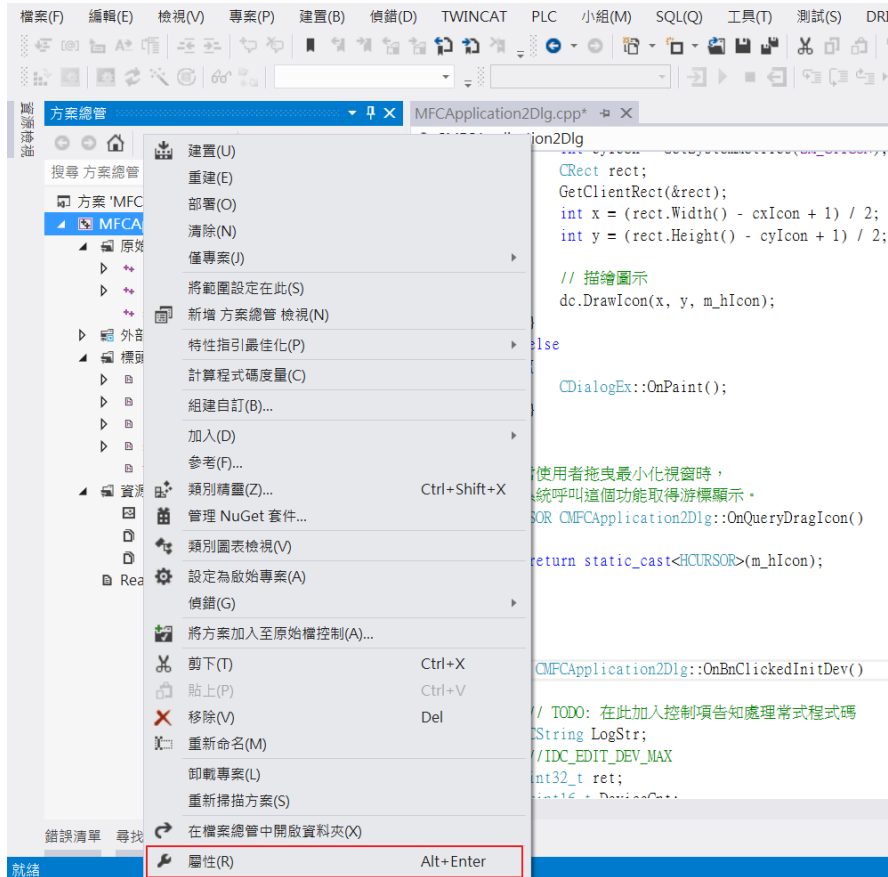 檔案(F) 編輯(E) 檢視(V) 專案(P) 建置(B) 偵錯(D) TWINCAT PLC 小組(M) SQL(Q) 工具(T) 測試(S)
資源檢視
方案總管
MFCApplication2Dlg.cpp*
搜尋 方案總管
方案 'MFC
原始
外部
標頭
資源
建置(U)
重建(E)
部署(O)
清除(N)
僅專案(J)
將範圍設定在此(S)
新增 方案總管 檢視(N)
特性指引最佳化(P)
計算程式碼度量(C)
組建自訂(B)...
加入(D)
參考(F)...
類別精靈(Z)... Ctrl+Shift+X
管理 NuGet 套件...
類別圖表檢視(V)
設定為啟始專案(A)
偵錯(G)
將方案加入至原始檔控制(A)...
剪下(T) Ctrl+X
貼上(P) Ctrl+V
移除(V) Del
重新命名(M)
卸載專案(L)
重新掃描方案(S)
在檔案總管中開啟資料夾(X)
屬性(R) Alt+Enter
ion2Dlg
CRect rect;
GetClientRect(&rect);
int x = (rect.Width() - cxIcon + 1) / 2;
int y = (rect.Height() - cyIcon + 1) / 2;
// 描繪圖示
dc.DrawIcon(x, y, m_hIcon);
}
else
CDialogEx::OnPaint();
}
使用者拖曳最小化視窗時，
統呼叫這個功能取得游標顯示。
SOR CMFCApplication2Dlg::OnQueryDragIcon()
return static_cast<HCURSOR>(m_hIcon);
CMFCApplication2Dlg::OnBnClickedInitDev()
// TODO: 在此加入控制項告知處理常式程式碼
CString LogStr;
//IDC_EDIT_DEV_MAX
int32_t ret;
錯誤清單 尋找
就緒